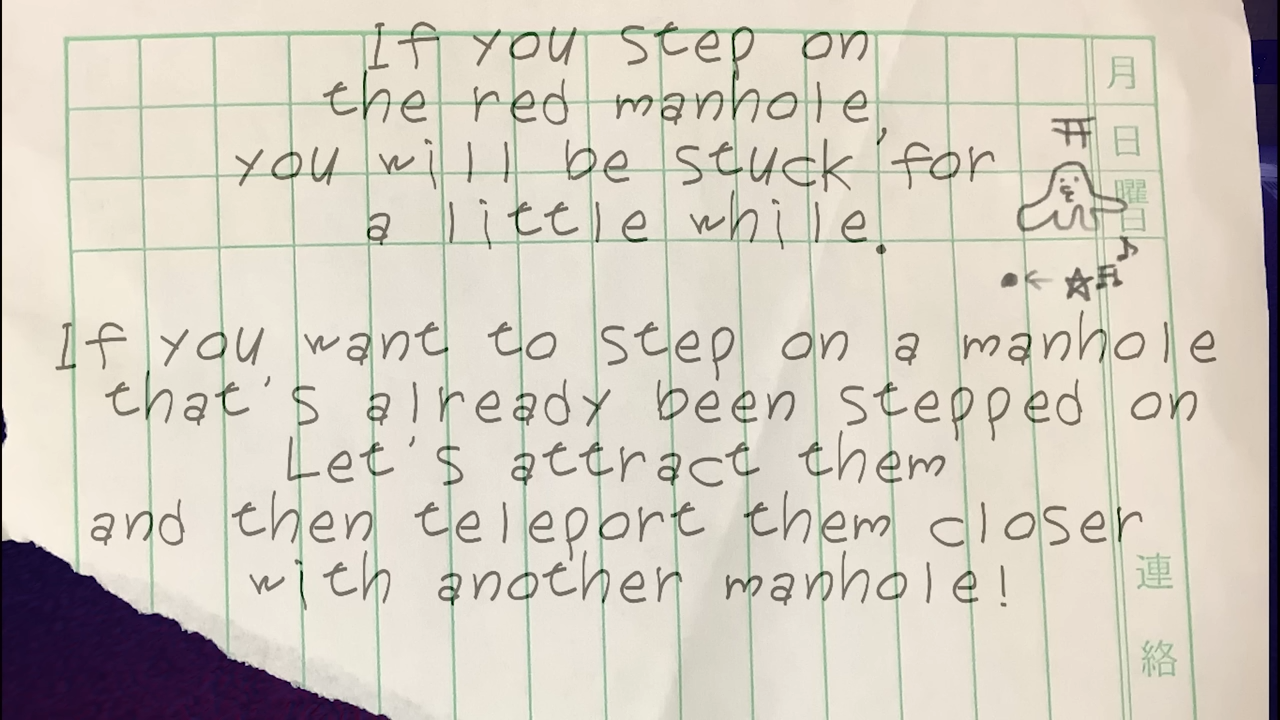 If you step on
the red manhole,
you will be stuck for
a little while.
If you want to step on a manhole
that's already been stepped on
Let's attract them
and then teleport them closer
with another manhole!
月
日
曜
日
連
絡